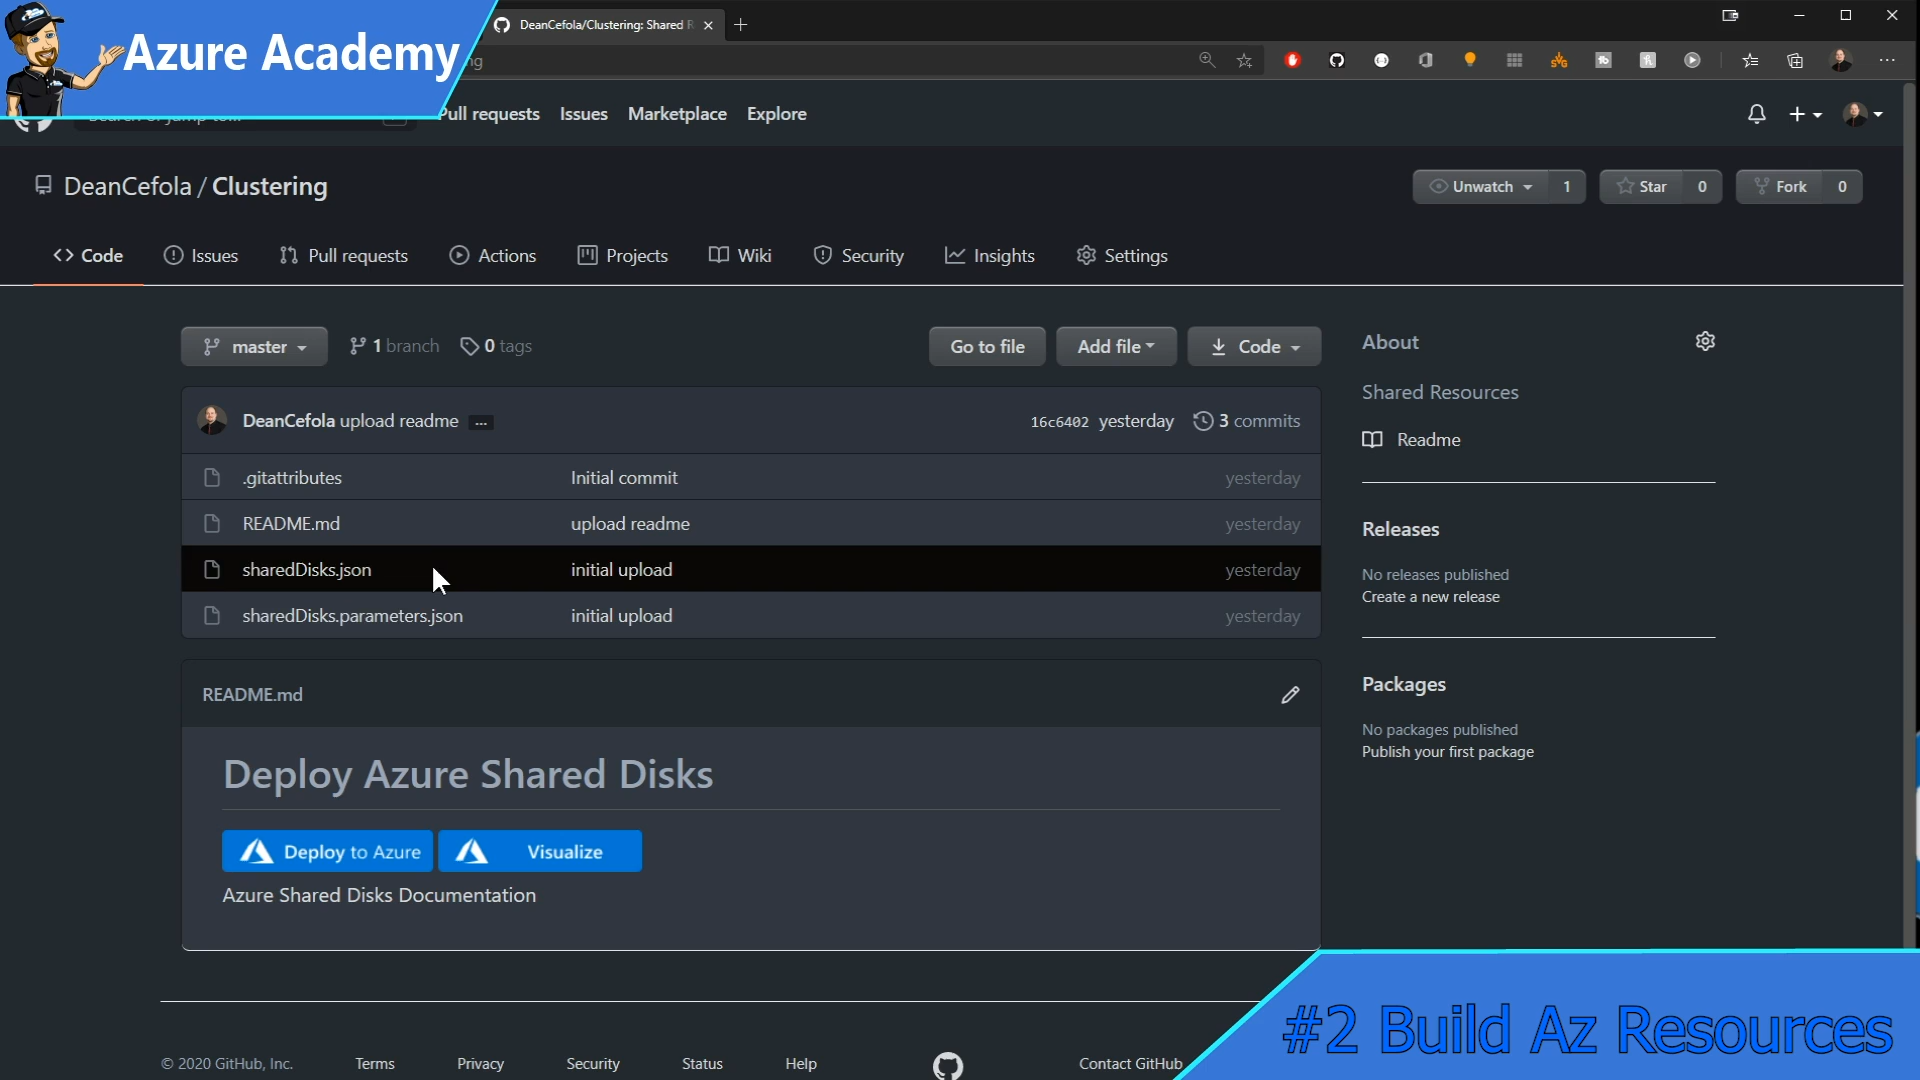 Azure Academy
DeanCefola/Clustering: Shared R
ng
Pull requests Issues Marketplace Explore
DeanCefola / Clustering
Unwatch 1 Star 0 Fork 0
Code Issues Pull requests Actions Projects Wiki Security Insights Settings
master 1 branch 0 tags Go to file Add file Code
DeanCefola upload readme ... 16c6402 yesterday 3 commits
.gitattributes Initial commit yesterday
README.md upload readme yesterday
sharedDisks.json initial upload yesterday
sharedDisks.parameters.json initial upload yesterday
About
Shared Resources
Readme
Releases
No releases published
Create a new release
Packages
No packages published
Publish your first package
README.md
Deploy Azure Shared Disks
Deploy to Azure Visualize
Azure Shared Disks Documentation
#2 Build Az Resources
© 2020 GitHub, Inc. Terms Privacy Security Status Help Contact GitHub